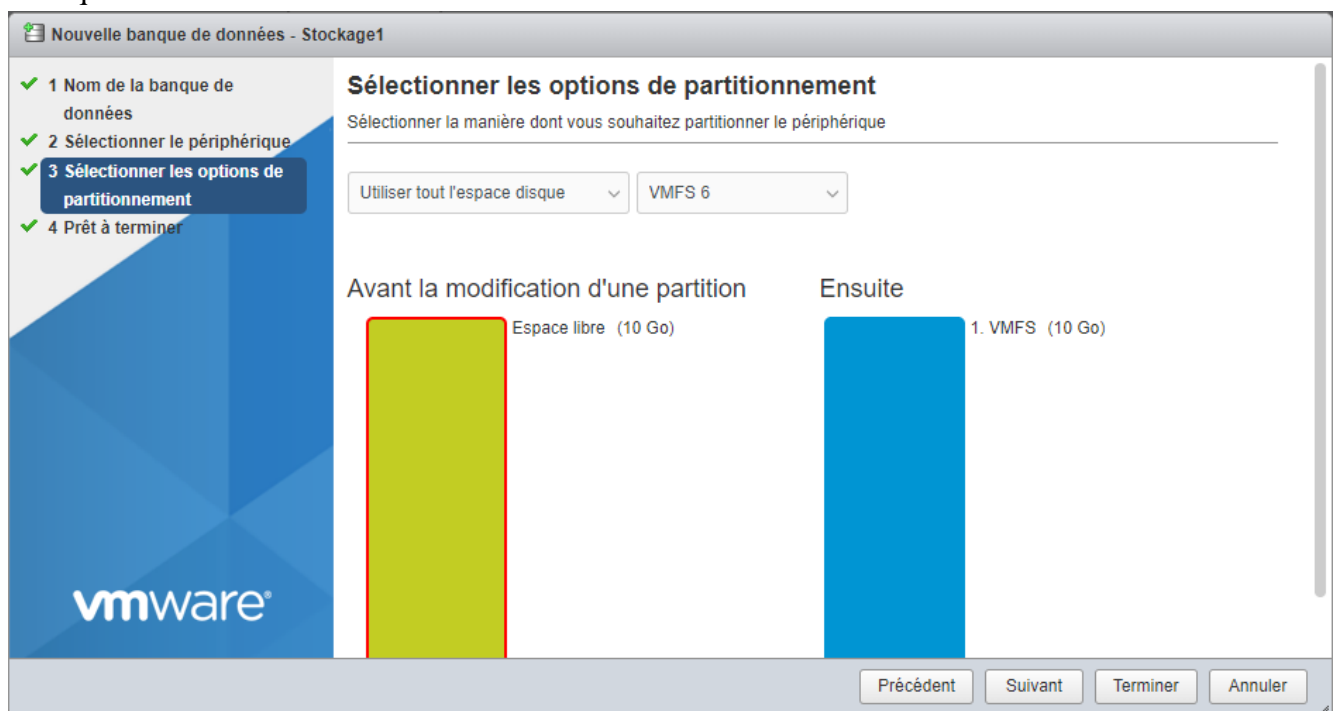 Nouvelle banque de données - Stockage1
1 Nom de la banque de
données
2 Sélectionner le périphérique
3 Sélectionner les options de
partitionnement
4 Prêt à terminer
vmware®
Sélectionner les options de partitionnement
Sélectionner la manière dont vous souhaitez partitionner le périphérique
Utiliser tout l'espace disque VMFS 6
Avant la modification d'une partition Ensuite
Espace libre (10 Go) 1. VMFS (10 Go)
Précédent Suivant Terminer Annuler